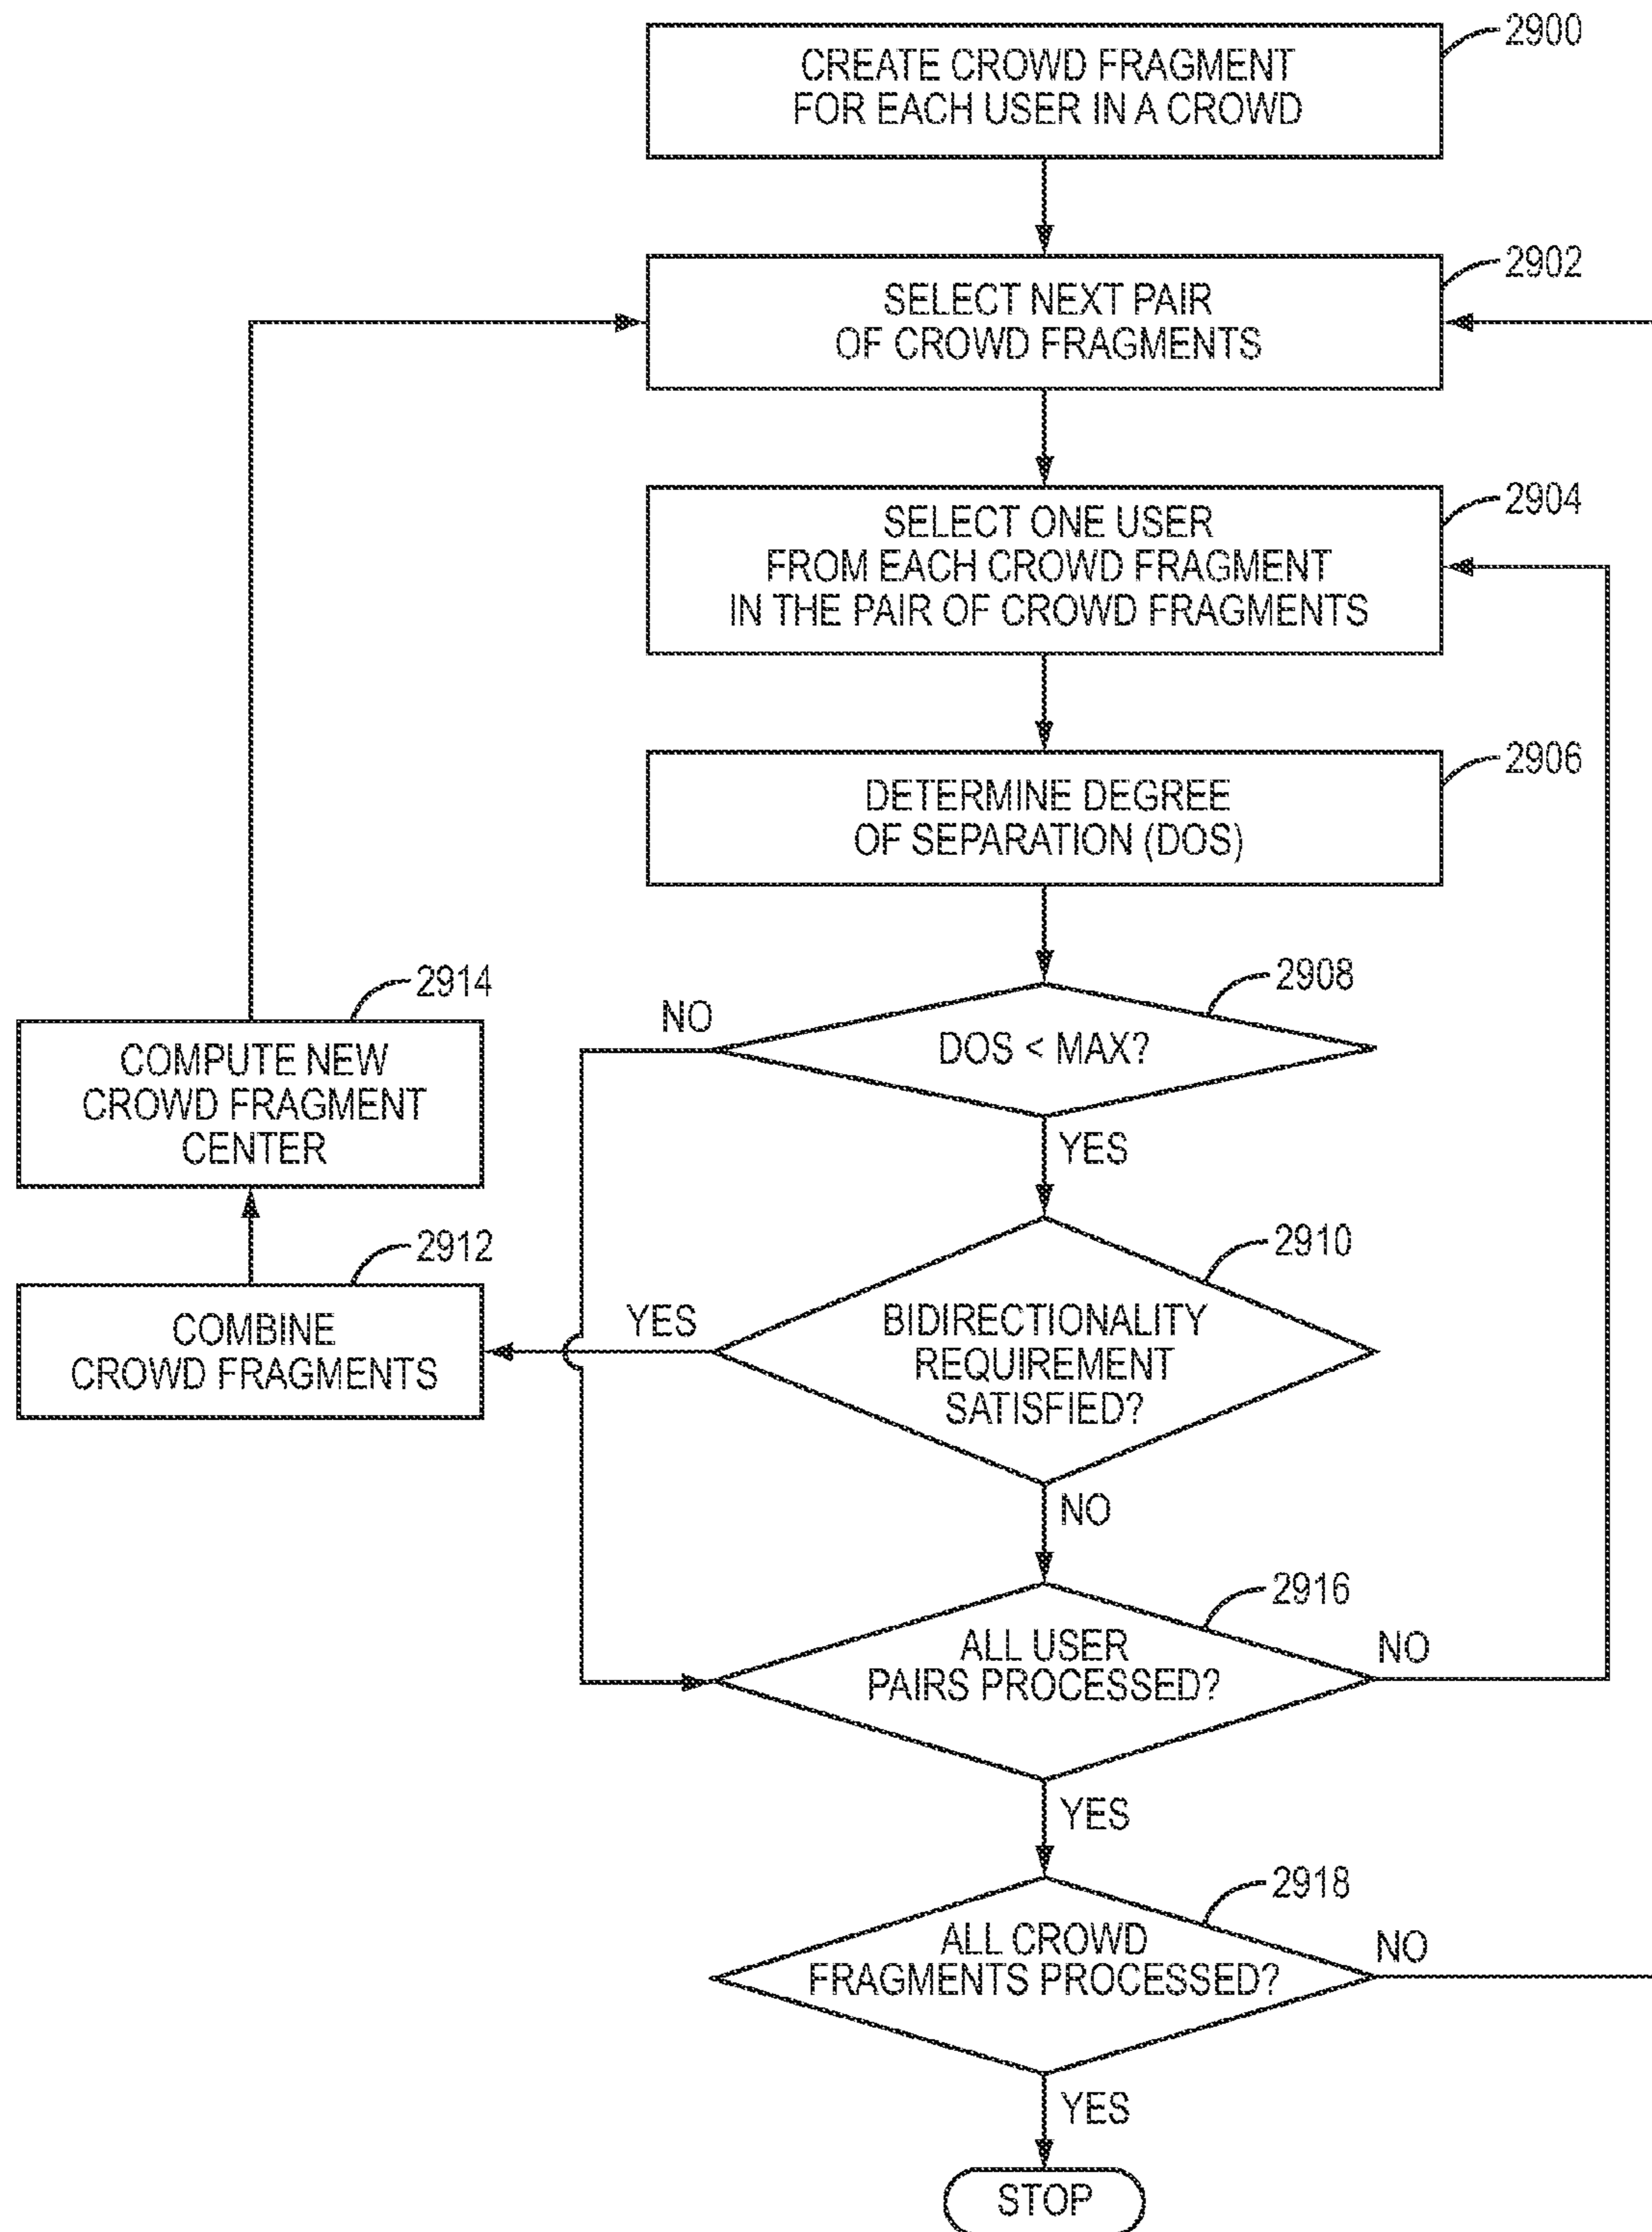 2900
CREATE CROWD FRAGMENT
FOR EACH USER IN A CROWD
2902
SELECT NEXT PAIR
OF CROWD FRAGMENTS
2904
SELECT ONE USER
FROM EACH CROWD FRAGMENT
IN THE PAIR OF CROWD FRAGMENTS
2906
DETERMINE DEGREE
OF SEPARATION (DOS)
2908
NO
DOS < MAX?
YES
2914
COMPUTE NEW
CROWD FRAGMENT
CENTER
2912
COMBINE
CROWD FRAGMENTS
2910
YES
BIDIRECTIONALITY
REQUIREMENT
SATISFIED?
NO
2916
ALL USER
PAIRS PROCESSED?
NO
YES
2918
ALL CROWD
FRAGMENTS PROCESSED?
NO
YES
STOP